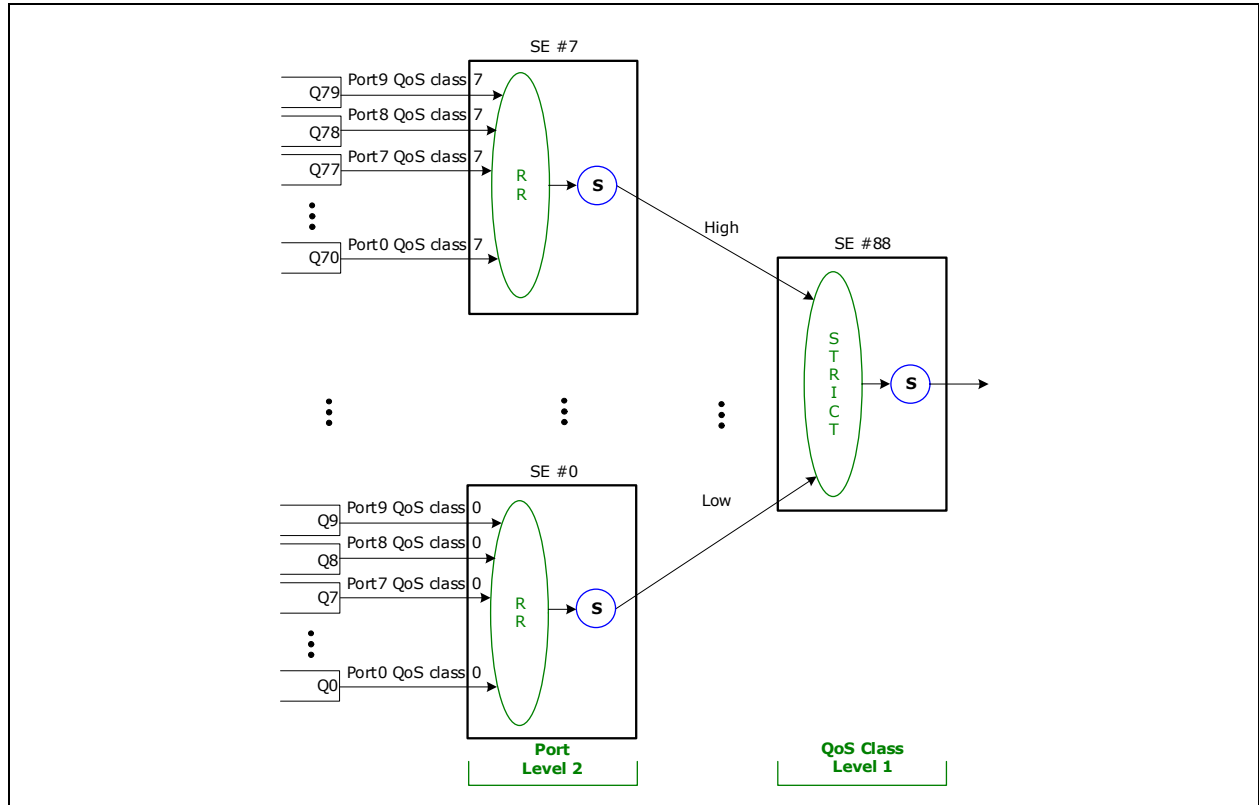 SE #7
Q79
Port9 QoS class 7
Q78
Port8 QoS class 7
Q77
Port7 QoS class 7
Q70
Port0 QoS class 7
R
R
S
High
SE #88
S
T
R
I
C
T
S
SE #0
Q9
Port9 QoS class 0
Q8
Port8 QoS class 0
Q7
Port7 QoS class 0
Q0
Port0 QoS class 0
R
R
S
Low
Port
Level 2
QoS Class
Level 1